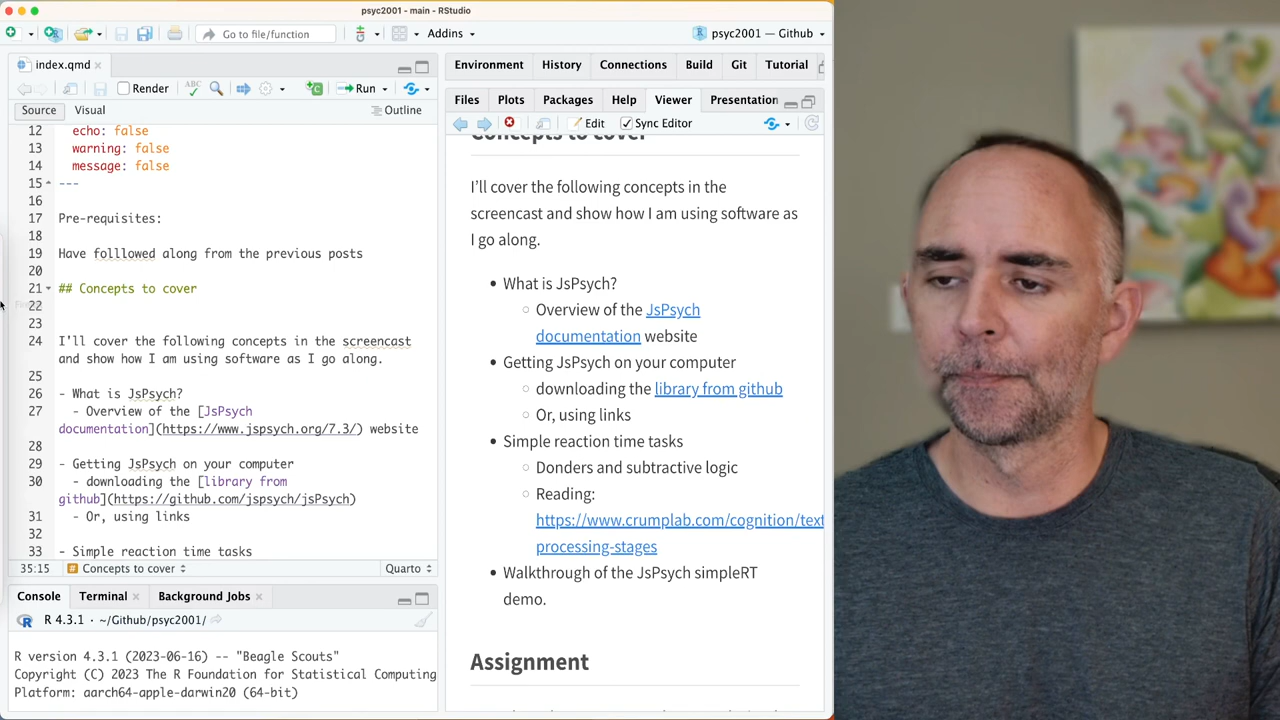 psyc2001 - main - RStudio
Go to file/function
Addins
psyc2001 — Github
index.qmd
Render
ABC
Run
Source
Visual
Outline
12 echo: false
13 warning: false
14 message: false
15 ---
16
17 Pre-requisites:
18
19 Have folllowed along from the previous posts
20
21 ## Concepts to cover
22
23
24 I'll cover the following concepts in the screencast
and show how I am using software as I go along.
25
26 - What is JsPsych?
27 - Overview of the [JsPsych
documentation](https://www.jspsych.org/7.3/) website
28
29 - Getting JsPsych on your computer
30 - downloading the [library from
github](https://github.com/jspsych/jsPsych)
31 - Or, using links
32
33 - Simple reaction time tasks
35:15
# Concepts to cover
Quarto
Console
Terminal
Background Jobs
R 4.3.1 · ~/Github/psyc2001/
R version 4.3.1 (2023-06-16) -- "Beagle Scouts"
Copyright (C) 2023 The R Foundation for Statistical Computing
Platform: aarch64-apple-darwin20 (64-bit)
Environment
History
Connections
Build
Git
Tutorial
Files
Plots
Packages
Help
Viewer
Presentation
Edit
Sync Editor
Concepts to cover
I'll cover the following concepts in the
screencast and show how I am using software as
I go along.
What is JsPsych?
Overview of the JsPsych
documentation website
Getting JsPsych on your computer
downloading the library from github
Or, using links
Simple reaction time tasks
Donders and subtractive logic
Reading:
https://www.crumplab.com/cognition/text
processing-stages
Walkthrough of the JsPsych simpleRT
demo.
Assignment